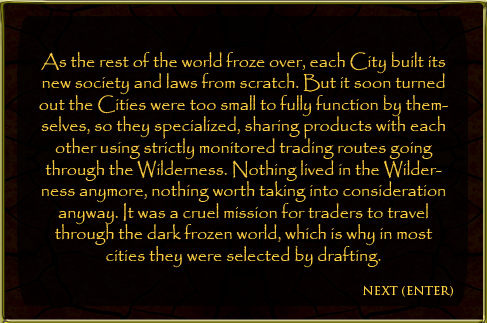 As the rest of the world froze over, each City built its
new society and laws from scratch. But it soon turned
out the Cities were too small to fully function by them-
selves, so they specialized, sharing products with each
other using strictly monitored trading routes going
through the Wilderness. Nothing lived in the Wilder-
ness anymore, nothing worth taking into consideration
anyway. It was a cruel mission for traders to travel
through the dark frozen world, which is why in most
cities they were selected by drafting.
NEXT (ENTER)